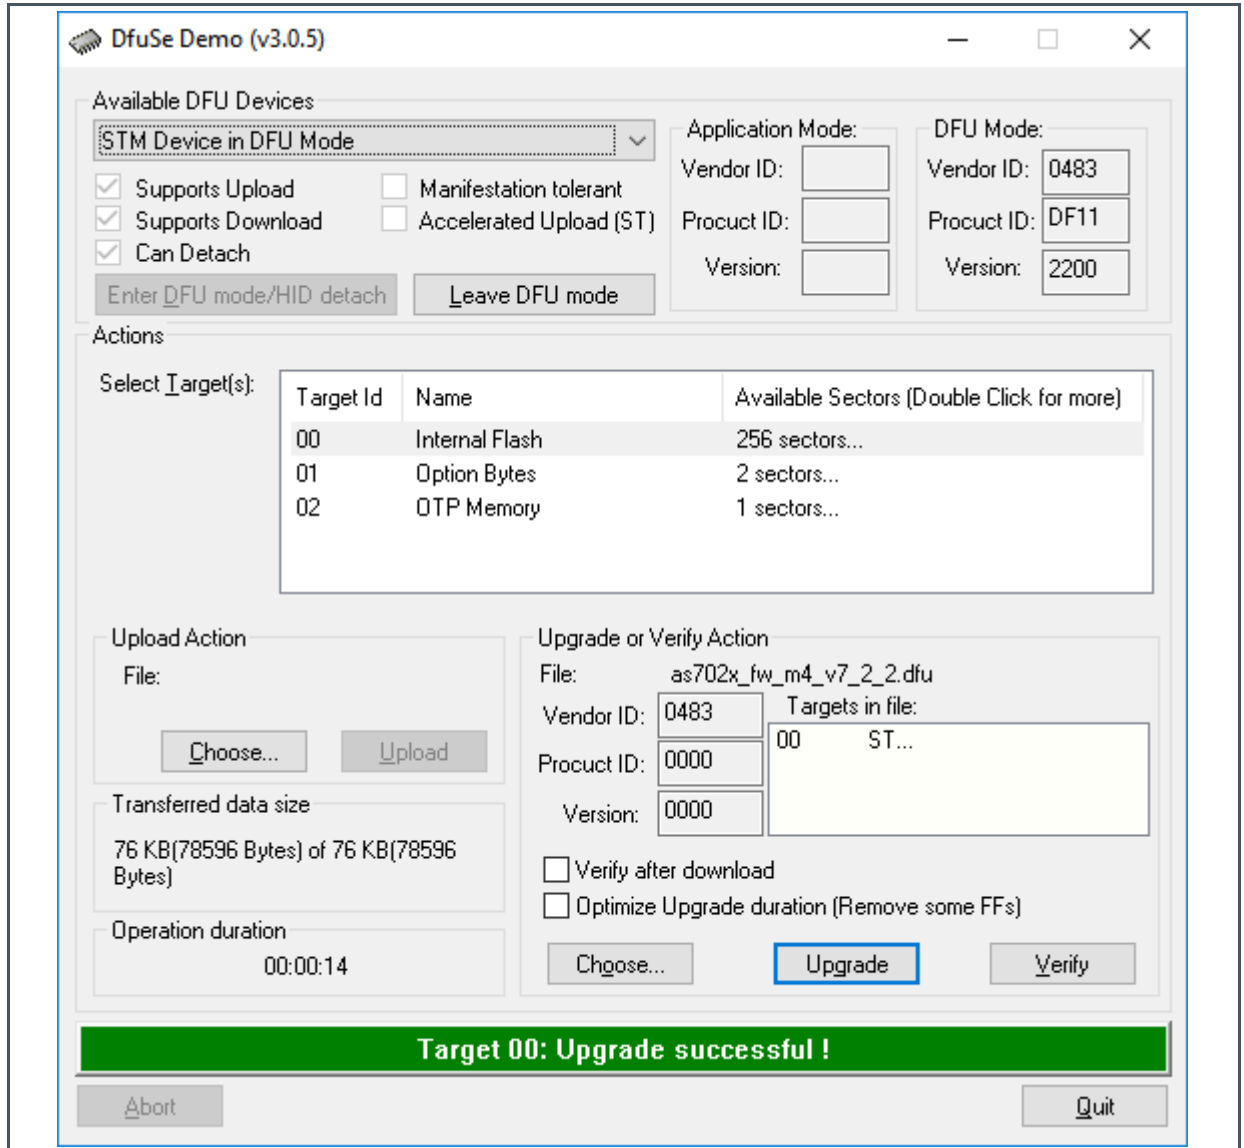 DfuSe Demo (v3.0.5)
Available DFU Devices
STM Device in DFU Mode
Supports Upload
Manifestation tolerant
Supports Download
Accelerated Upload (ST)
Can Detach
Enter DFU mode/HID detach
Leave DFU mode
Application Mode:
Vendor ID:
Procuct ID:
Version:
DFU Mode:
Vendor ID: 0483
Procuct ID: DF11
Version: 2200
Actions
Select Target(s):
Target Id Name Available Sectors (Double Click for more)
00 Internal Flash 256 sectors...
01 Option Bytes 2 sectors...
02 OTP Memory 1 sectors...
Upload Action
File:
Choose...
Upload
Transferred data size
76 KB(78596 Bytes) of 76 KB(78596
Bytes)
Operation duration
00:00:14
Upgrade or Verify Action
File: as702x_fw_m4_v7_2_2.dfu
Vendor ID: 0483
Procuct ID: 0000
Version: 0000
Targets in file:
00 ST...
Verify after download
Optimize Upgrade duration (Remove some FFs)
Choose...
Upgrade
Verify
Target 00: Upgrade successful !
Abort
Quit